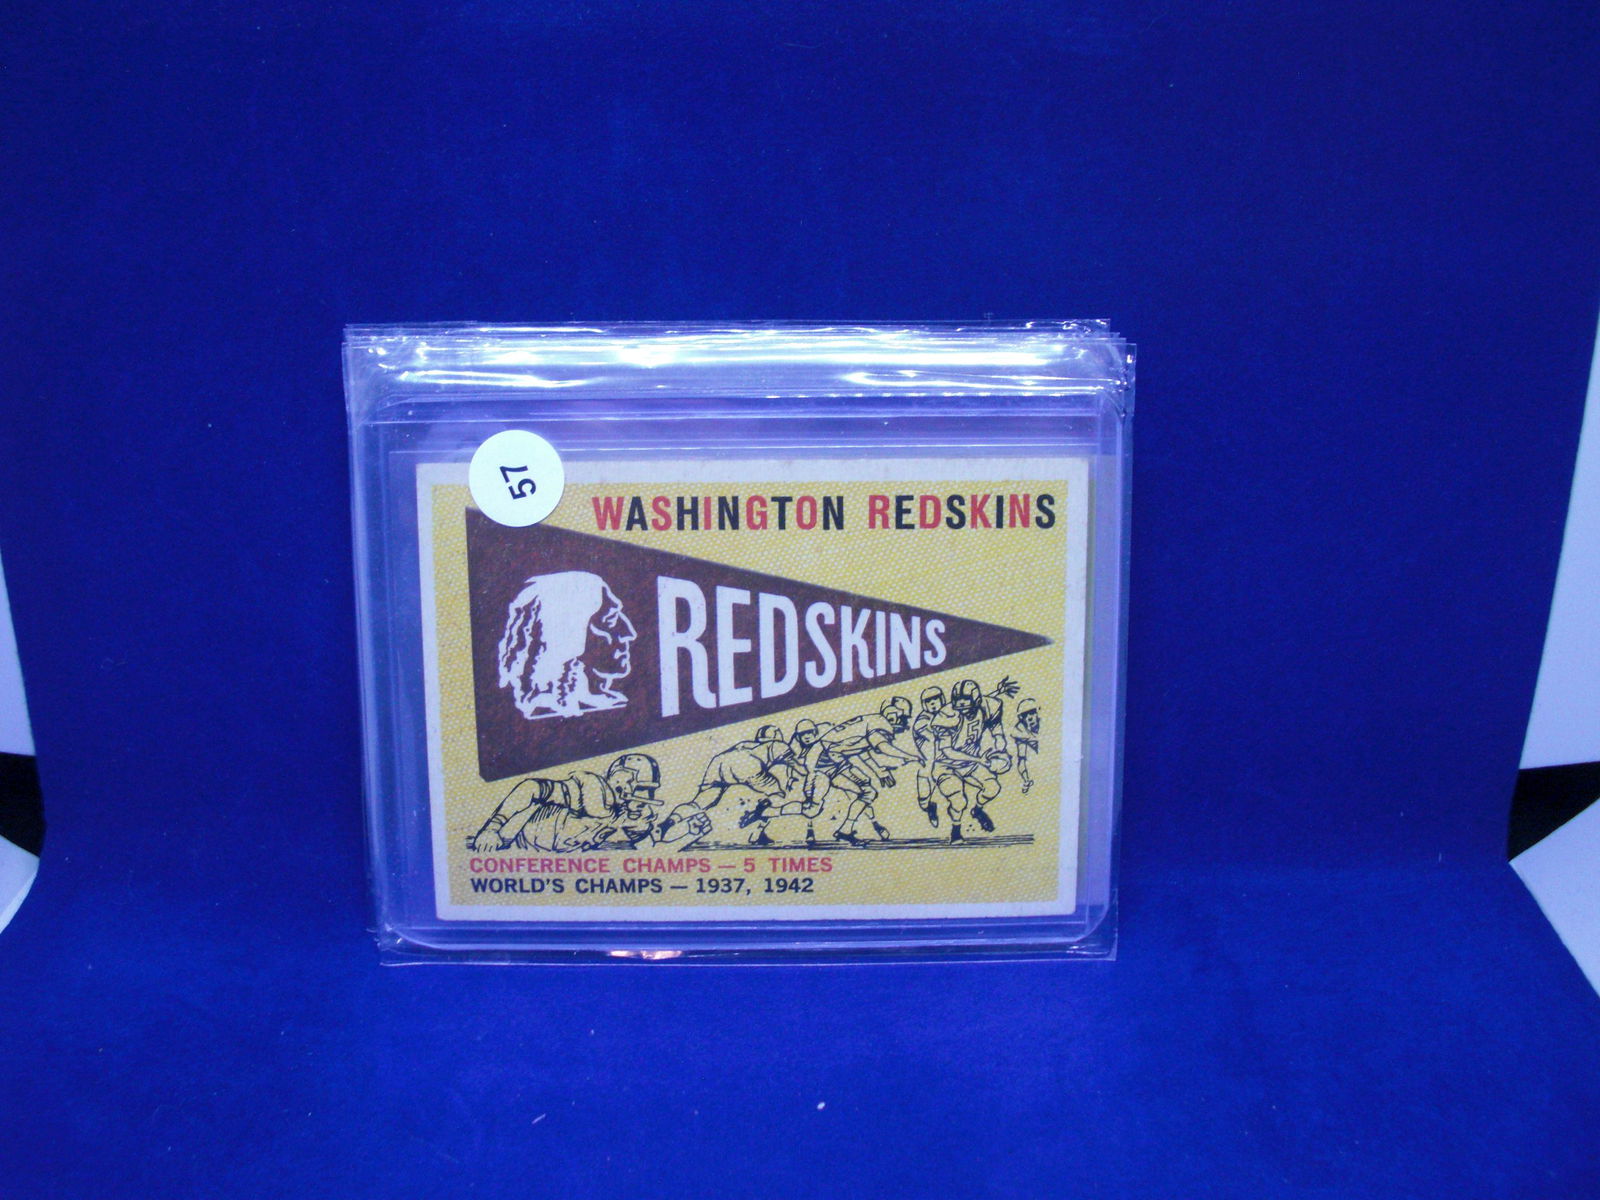 57
WASHINGTON REDSKINS
REDSKINS
CONFERENCE CHAMPS — 5 TIMES
WORLD'S CHAMPS — 1937, 1942